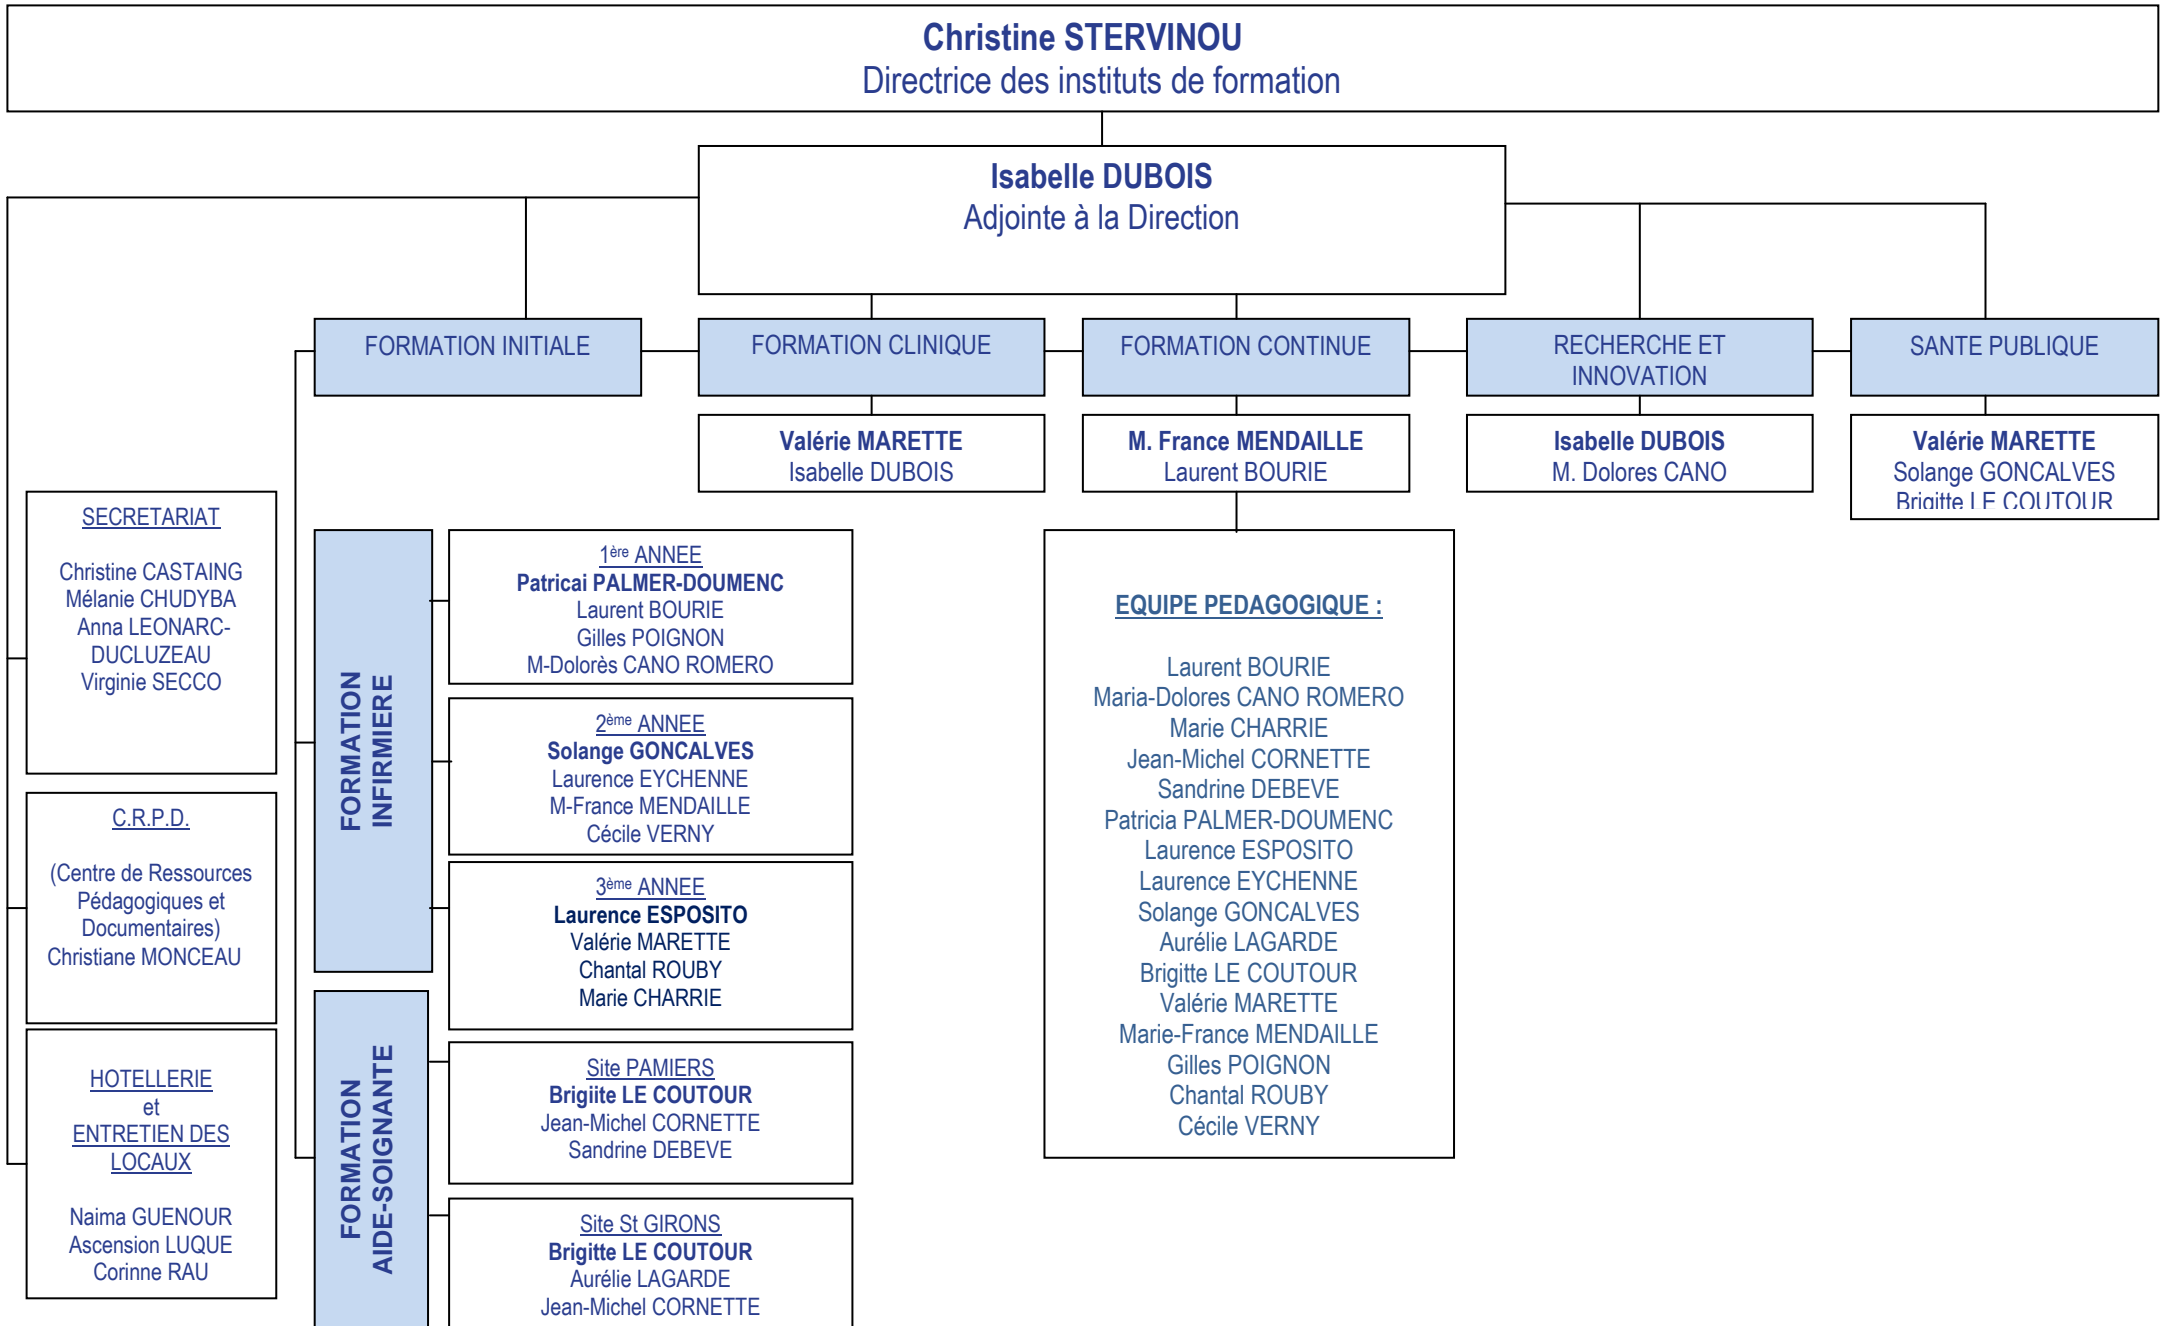 Christine STERVINOU
Directrice des instituts de formation
Isabelle DUBOIS
Adjointe à la Direction
FORMATION INITIALE
FORMATION CLINIQUE
FORMATION CONTINUE
RECHERCHE ET
INNOVATION
SANTE PUBLIQUE
Valérie MARETTE
Isabelle DUBOIS
M. France MENDAILLE
Laurent BOURIE
Isabelle DUBOIS
M. Dolores CANO
Valérie MARETTE
Solange GONCALVES
Brigitte LE COUTOUR
SECRETARIAT
Christine CASTAING
Mélanie CHUDYBA
Anna LEONARC-
DUCLUZEAU
Virginie SECCO
C.R.P.D.
(Centre de Ressources
Pédagogiques et
Documentaires)
Christiane MONCEAU
HOTELLERIE
et
ENTRETIEN DES
LOCAUX
Naima GUENOUR
Ascension LUQUE
Corinne RAU
FORMATION
INFIRMIERE
1ère ANNEE
Patricai PALMER-DOUMENC
Laurent BOURIE
Gilles POIGNON
M-Dolorès CANO ROMERO
2ème ANNEE
Solange GONCALVES
Laurence EYCHENNE
M-France MENDAILLE
Cécile VERNY
3ème ANNEE
Laurence ESPOSITO
Valérie MARETTE
Chantal ROUBY
Marie CHARRIE
FORMATION
AIDE-SOIGNANTE
Site PAMIERS
Brigiite LE COUTOUR
Jean-Michel CORNETTE
Sandrine DEBEVE
Site St GIRONS
Brigitte LE COUTOUR
Aurélie LAGARDE
Jean-Michel CORNETTE
EQUIPE PEDAGOGIQUE :
Laurent BOURIE
Maria-Dolores CANO ROMERO
Marie CHARRIE
Jean-Michel CORNETTE
Sandrine DEBEVE
Patricia PALMER-DOUMENC
Laurence ESPOSITO
Laurence EYCHENNE
Solange GONCALVES
Aurélie LAGARDE
Brigitte LE COUTOUR
Valérie MARETTE
Marie-France MENDAILLE
Gilles POIGNON
Chantal ROUBY
Cécile VERNY